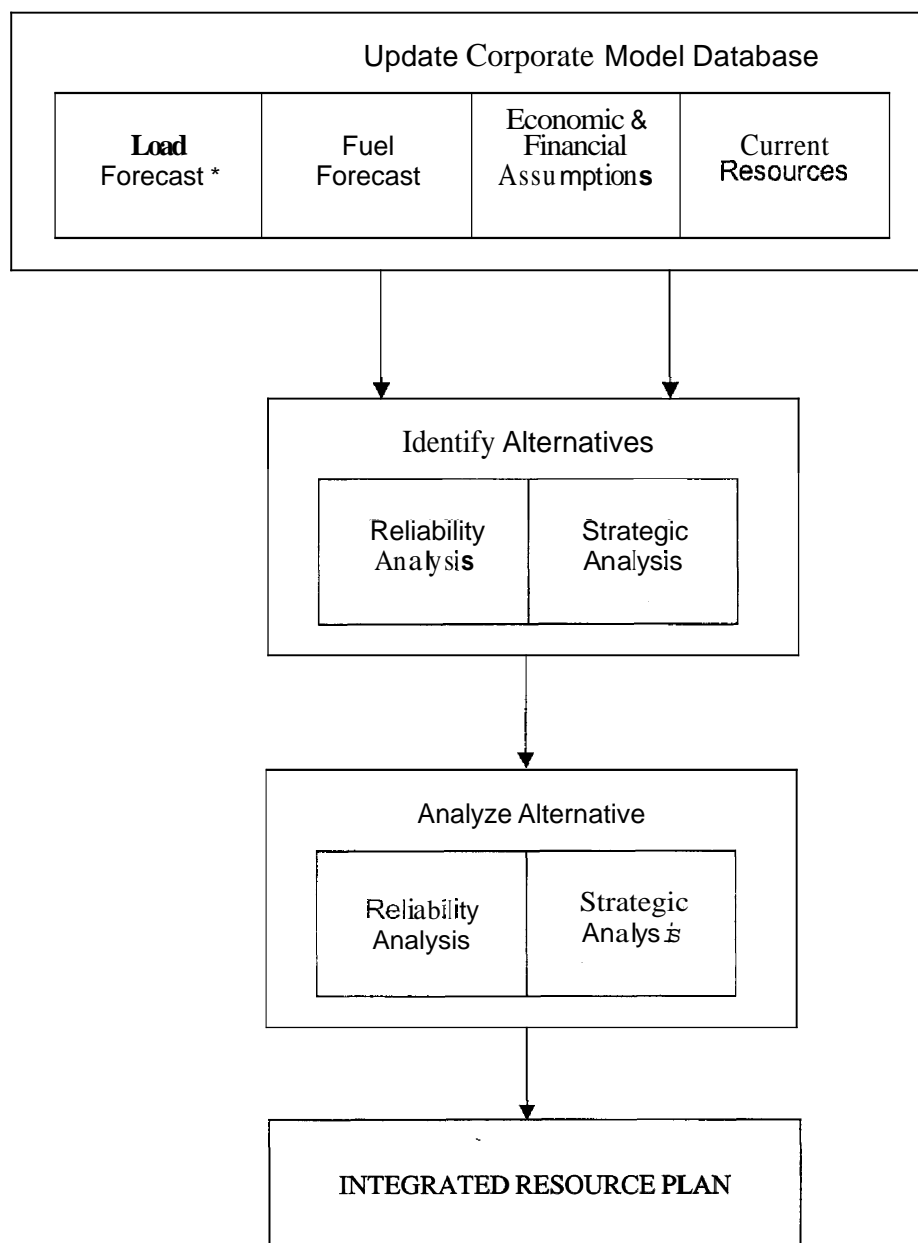 Update Corporate Model Database
Load
Forecast *
Fuel
Forecast
Economic &
Financial
Assumptions
Current
Resources
Identify Alternatives
Reliability
Analysis
Strategic
Analysis
Analyze Alternative
Reliability
Analysis
Strategic
Analysis
INTEGRATED RESOURCE PLAN